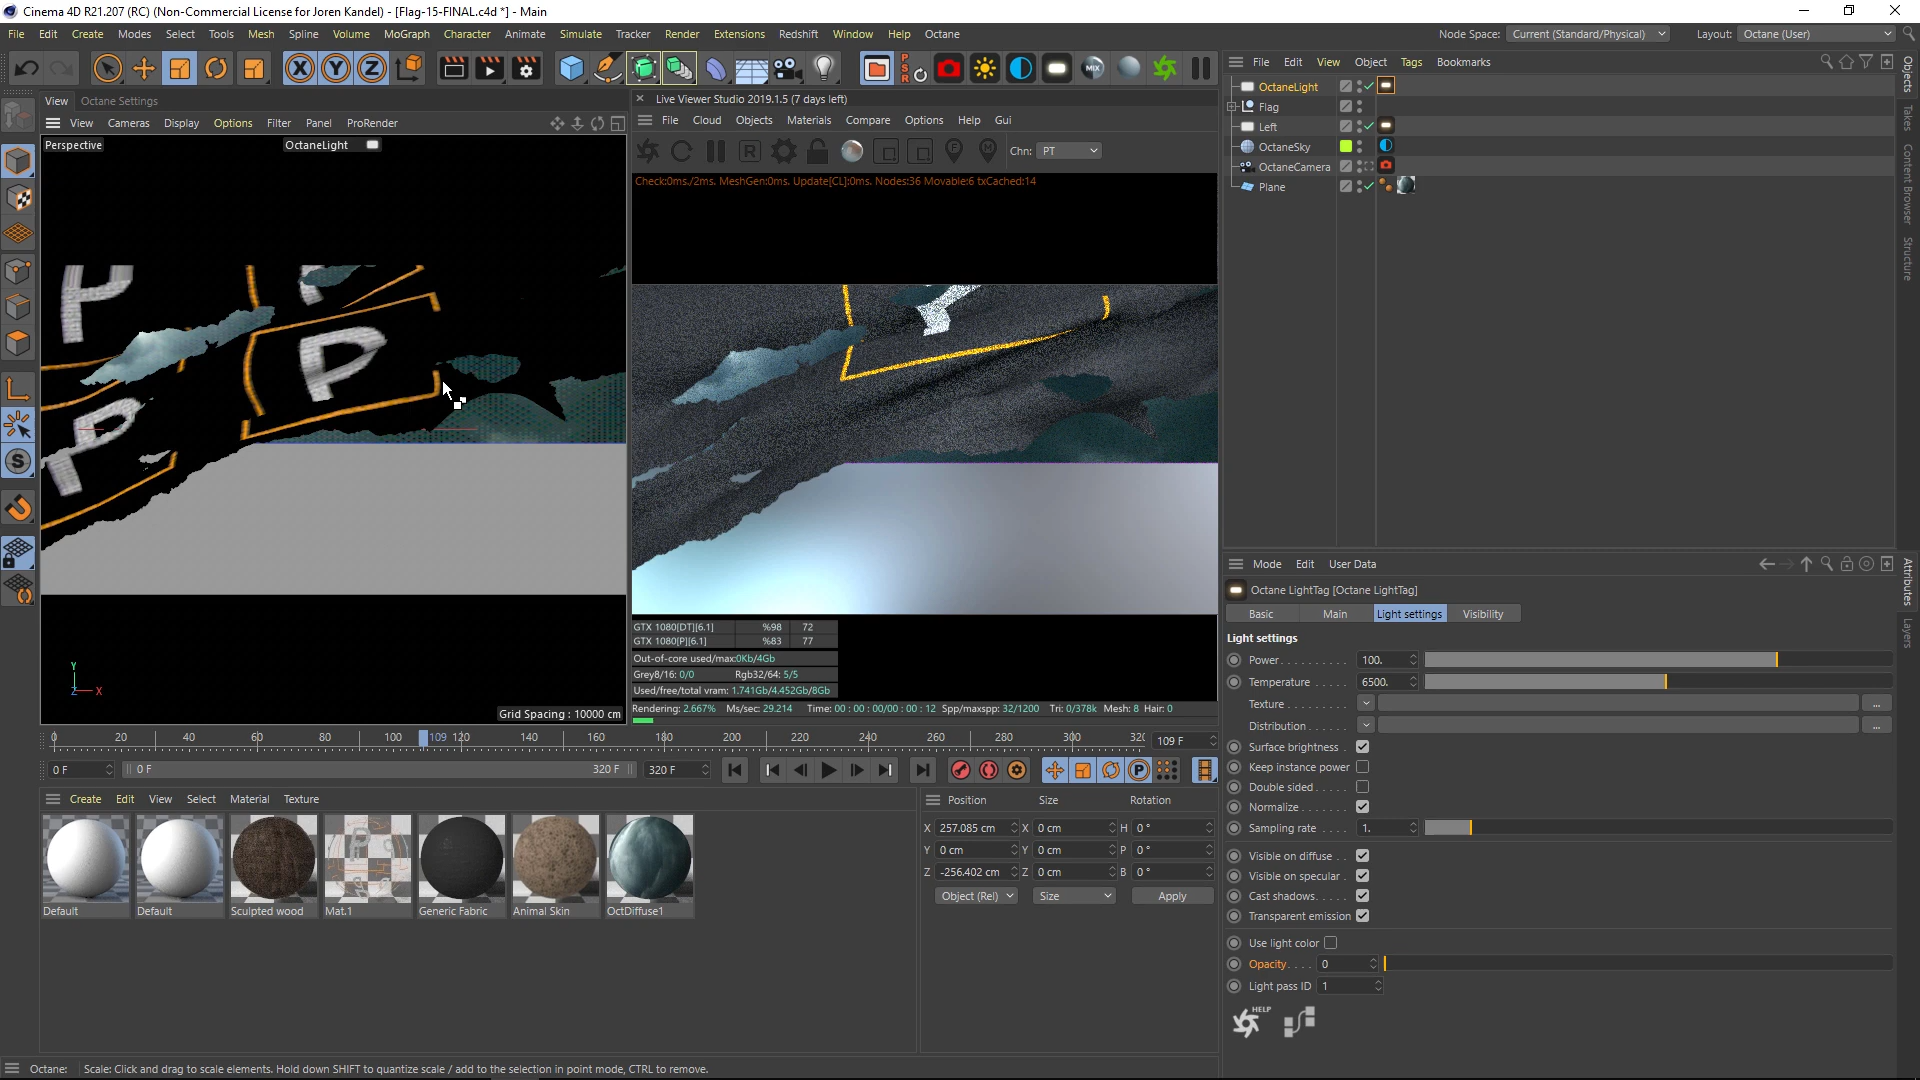 Cinema 4D R21.207 (RC) (Non-Commercial License for Joren Kandel) - [Flag-15-FINAL.c4d *] - Main
File Edit Create Modes Select Tools Mesh Spline Volume MoGraph Character Animate Simulate Tracker Render Extensions Redshift Window Help Octane
Node Space: Current (Standard/Physical) Layout: Octane (User)
X Y Z PSR MIX
View Octane Settings
View Cameras Display Options Filter Panel ProRender
Perspective OctaneLight
P
P
P
P
Y
Z X
Grid Spacing : 10000 cm
Live Viewer Studio 2019.1.5 (7 days left)
File Cloud Objects Materials Compare Options Help Gui
R F M Chn: PT
Check:0ms./2ms. MeshGen:0ms. Update[CL]:0ms. Nodes:36 Movable:6 txCached:14
GTX 1080[DT][6.1] %98 72
GTX 1080[P][6.1] %83 77
Out-of-core used/max:0Kb/4Gb
Grey8/16: 0/0 Rgb32/64: 5/5
Used/free/total vram: 1.741Gb/4.452Gb/8Gb
Rendering: 2.667% Ms/sec: 29.214 Time: 00 : 00 : 00/00 : 00 : 12 Spp/maxspp: 32/1200 Tri: 0/378k Mesh: 8 Hair: 0
File Edit View Object Tags Bookmarks
OctaneLight
Flag
Left
OctaneSky
OctaneCamera
Plane
Objects
Takes
Content Browser
Structure
Mode Edit User Data
Octane LightTag [Octane LightTag]
Basic Main Light settings Visibility
Light settings
Power. . . . . . . . . . 100.
Temperature . . . . . 6500.
Texture . . . . . . . . . ...
Distribution . . . . . . ...
Surface brightness .
Keep instance power
Double sided. . . . .
Normalize. . . . . . .
Sampling rate . . . . 1.
Visible on diffuse . .
Visible on specular .
Cast shadows. . . . .
Transparent emission
Use light color
Opacity. . . . 0
Light pass ID 1
HELP
Attributes
Layers
0 20 40 60 80 100 109 120 140 160 180 200 220 240 260 280 300 320
109 F
0 F 0 F 320 F 320 F
P
Create Edit View Select Material Texture
Default Default Sculpted wood Mat.1 Generic Fabric Animal Skin OctDiffuse1
Position Size Rotation
X 257.085 cm X 0 cm H 0 °
Y 0 cm Y 0 cm P 0 °
Z -256.402 cm Z 0 cm B 0 °
Object (Rel) Size Apply
Octane: Scale: Click and drag to scale elements. Hold down SHIFT to quantize scale / add to the selection in point mode, CTRL to remove.